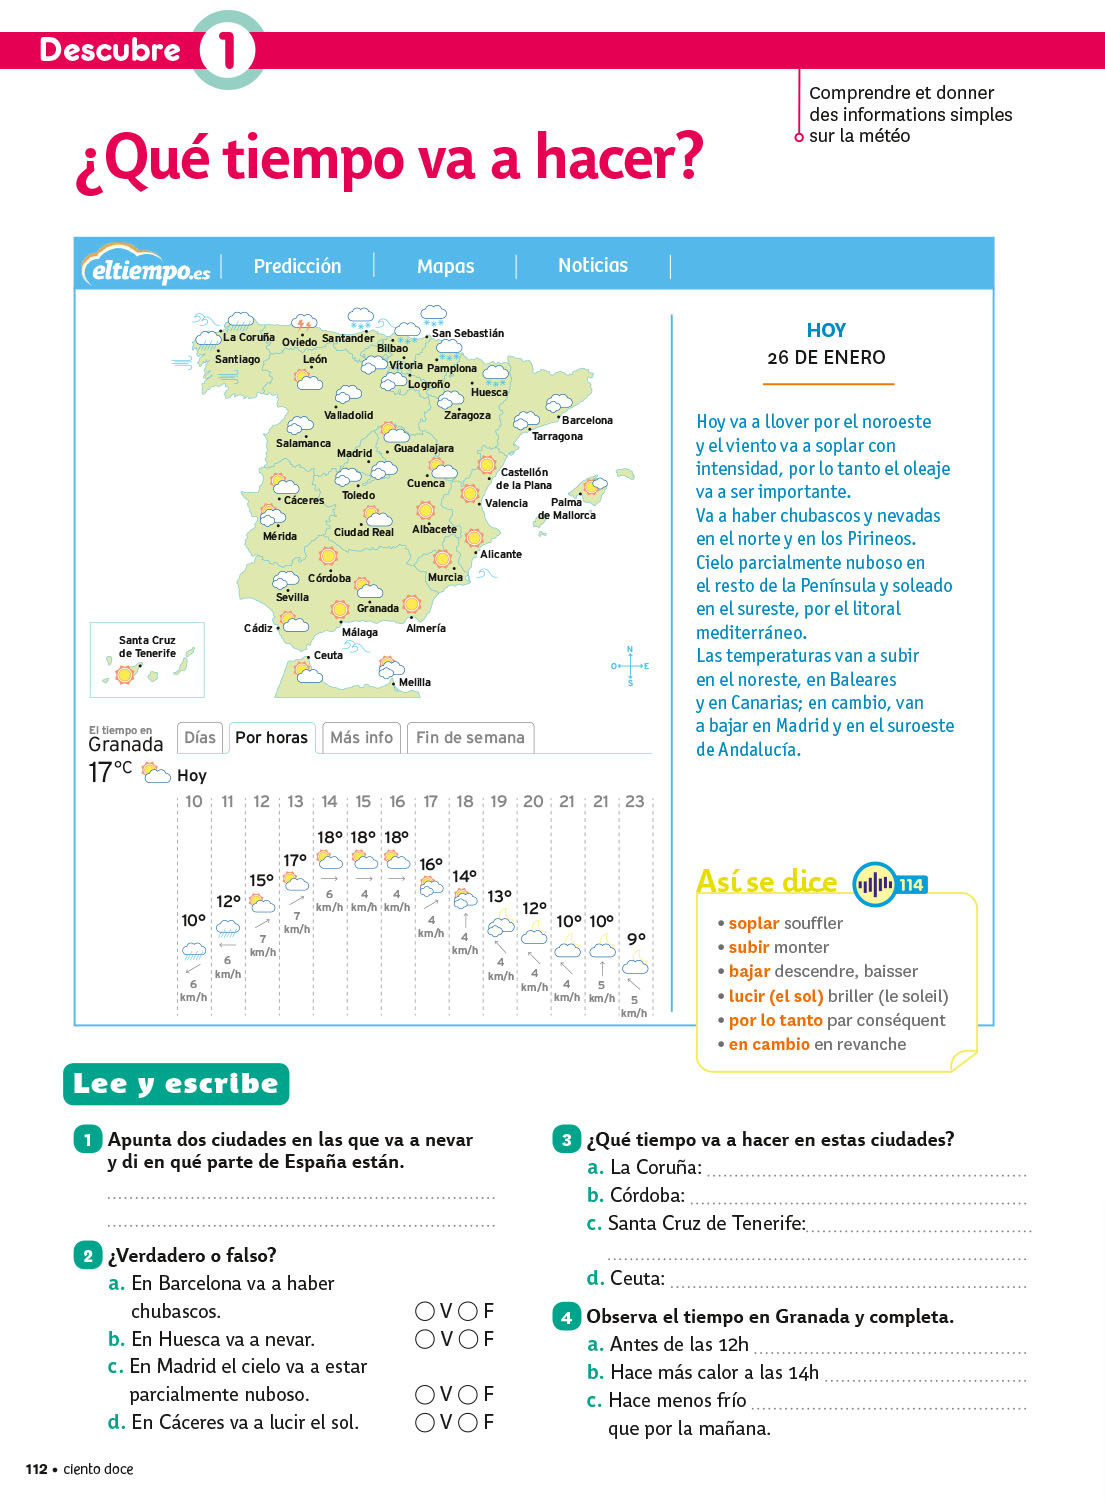 Descubre 1
Comprendre et donner
des informations simples
sur la météo
¿Qué tiempo va a hacer?
eltiempo.es
Predicción
Mapas
Noticias
La Coruña
Oviedo
Santander
Bilbao
San Sebastián
Santiago
León
Vitoria
Pamplona
Logroño
Huesca
Valladolid
Zaragoza
Barcelona
Tarragona
Salamanca
Madrid
Guadalajara
Castellón
de la Plana
Cuenca
Toledo
Cáceres
Valencia
Palma
de Mallorca
Mérida
Ciudad Real
Albacete
Alicante
Córdoba
Murcia
Sevilla
Granada
Cádiz
Málaga
Almería
Ceuta
Melilla
Santa Cruz
de Tenerife
N
O E
S
HOY
26 DE ENERO
Hoy va a llover por el noroeste
y el viento va a soplar con
intensidad, por lo tanto el oleaje
va a ser importante.
Va a haber chubascos y nevadas
en el norte y en los Pirineos.
Cielo parcialmente nuboso en
el resto de la Península y soleado
en el sureste, por el litoral
mediterráneo.
Las temperaturas van a subir
en el noreste, en Baleares
y en Canarias; en cambio, van
a bajar en Madrid y en el suroeste
de Andalucía.
El tiempo en
Granada
Días
Por horas
Más info
Fin de semana
17°C
Hoy
10 11 12 13 14 15 16 17 18 19 20 21 21 23
10° 12° 15° 17° 18° 18° 18° 16° 14° 13° 12° 10° 10° 9°
6 6 7 7 6 4 4 4 4 4 4 4 5 5
km/h km/h km/h km/h km/h km/h km/h km/h km/h km/h km/h km/h km/h km/h
Así se dice
114
• soplar souffler
• subir monter
• bajar descendre, baisser
• lucir (el sol) briller (le soleil)
• por lo tanto par conséquent
• en cambio en revanche
Lee y escribe
1 Apunta dos ciudades en las que va a nevar
y di en qué parte de España están.
2 ¿Verdadero o falso?
a. En Barcelona va a haber
chubascos. V F
b. En Huesca va a nevar. V F
c. En Madrid el cielo va a estar
parcialmente nuboso. V F
d. En Cáceres va a lucir el sol. V F
3 ¿Qué tiempo va a hacer en estas ciudades?
a. La Coruña:
b. Córdoba:
c. Santa Cruz de Tenerife:
d. Ceuta:
4 Observa el tiempo en Granada y completa.
a. Antes de las 12h
b. Hace más calor a las 14h
c. Hace menos frío
que por la mañana.
112 • ciento doce